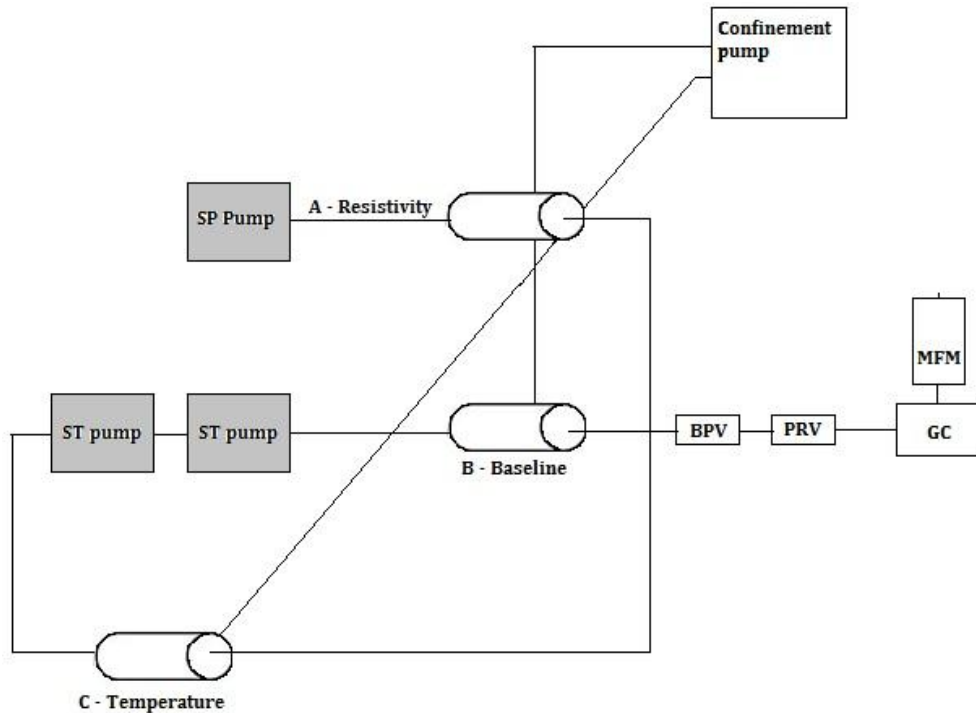 Confinement
pump
SP Pump
A - Resistivity
MFM
ST pump
ST pump
BPV
PRV
GC
B - Baseline
C - Temperature